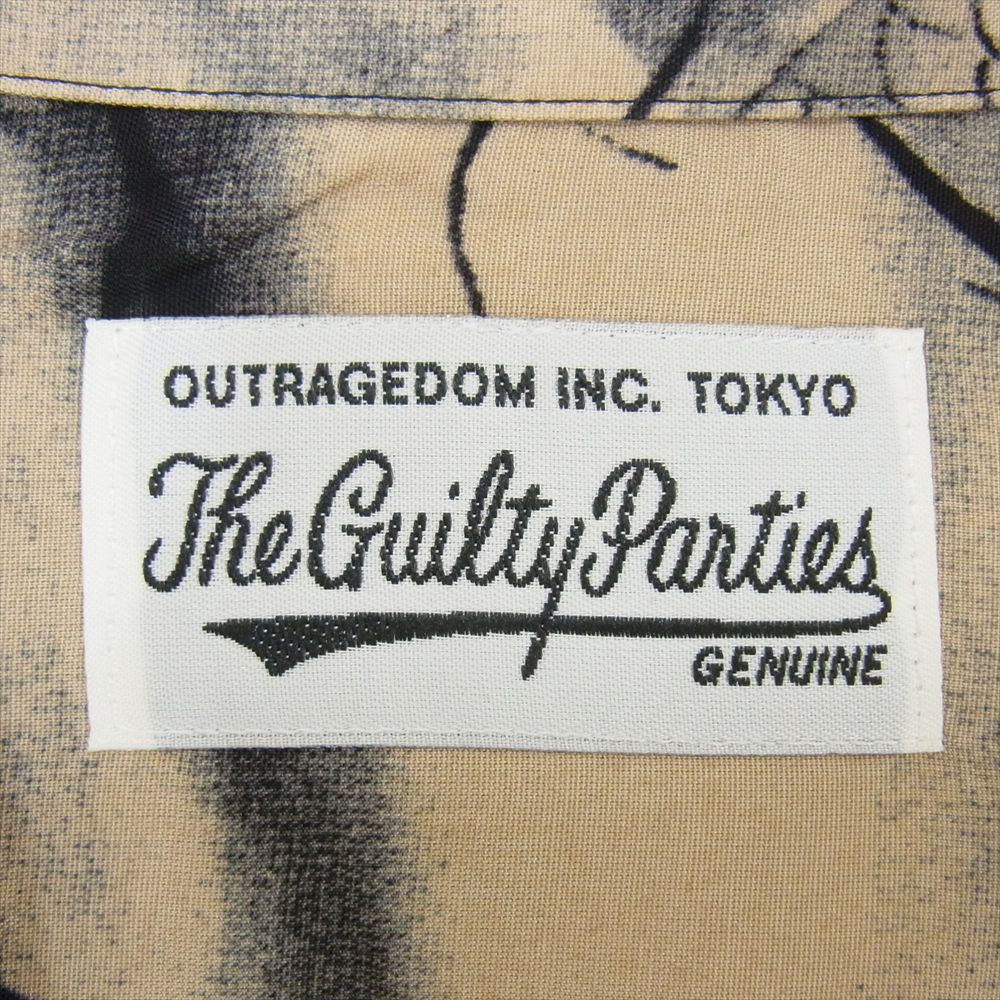 OUTRAGEDOM INC. TOKYO
The Guilty Parties
GENUINE